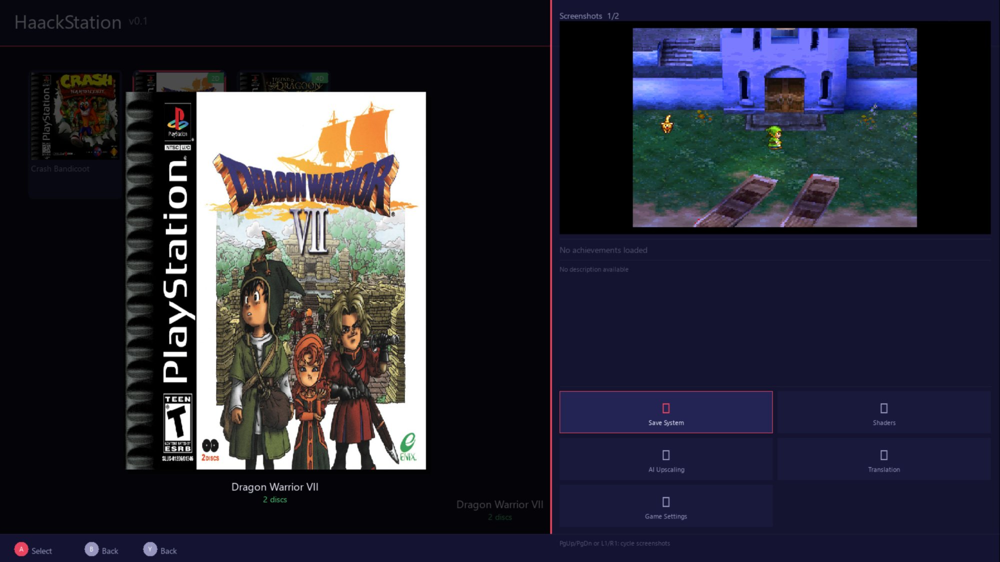 HaackStation v0.1
Screenshots 1/2
CRASH
BANDICOOT
PlayStation
Crash Bandicoot
2D
4D
LEGEND OF
DRAGOON
PlayStation
NTSC U/C
PlayStation
DRAGON WARRIOR
VII
TEEN
T
CONTENT RATED BY
ESRB
SLUS-01206/01346
2 DISCS
ENIX
Dragon Warrior VII
2 discs
Dragon Warrior VII
2 discs
No achievements loaded
No description available
Save System
Shaders
AI Upscaling
Translation
Game Settings
PgUp/PgDn or L1/R1: cycle screenshots
A Select
B Back
Y Back